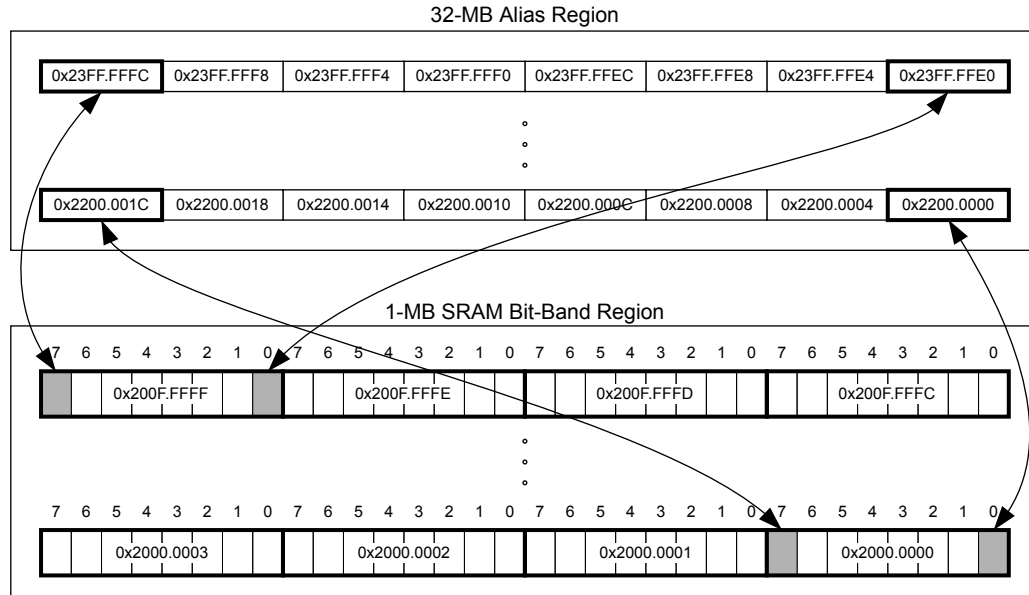 32-MB Alias Region
0x23FF.FFFC 0x23FF.FFF8 0x23FF.FFF4 0x23FF.FFF0 0x23FF.FFEC 0x23FF.FFE8 0x23FF.FFE4 0x23FF.FFE0
0x2200.001C 0x2200.0018 0x2200.0014 0x2200.0010 0x2200.000C 0x2200.0008 0x2200.0004 0x2200.0000
1-MB SRAM Bit-Band Region
7 6 5 4 3 2 1 0 7 6 5 4 3 2 1 0 7 6 5 4 3 2 1 0 7 6 5 4 3 2 1 0
0x200F.FFFF 0x200F.FFFE 0x200F.FFFD 0x200F.FFFC
7 6 5 4 3 2 1 0 7 6 5 4 3 2 1 0 7 6 5 4 3 2 1 0 7 6 5 4 3 2 1 0
0x2000.0003 0x2000.0002 0x2000.0001 0x2000.0000